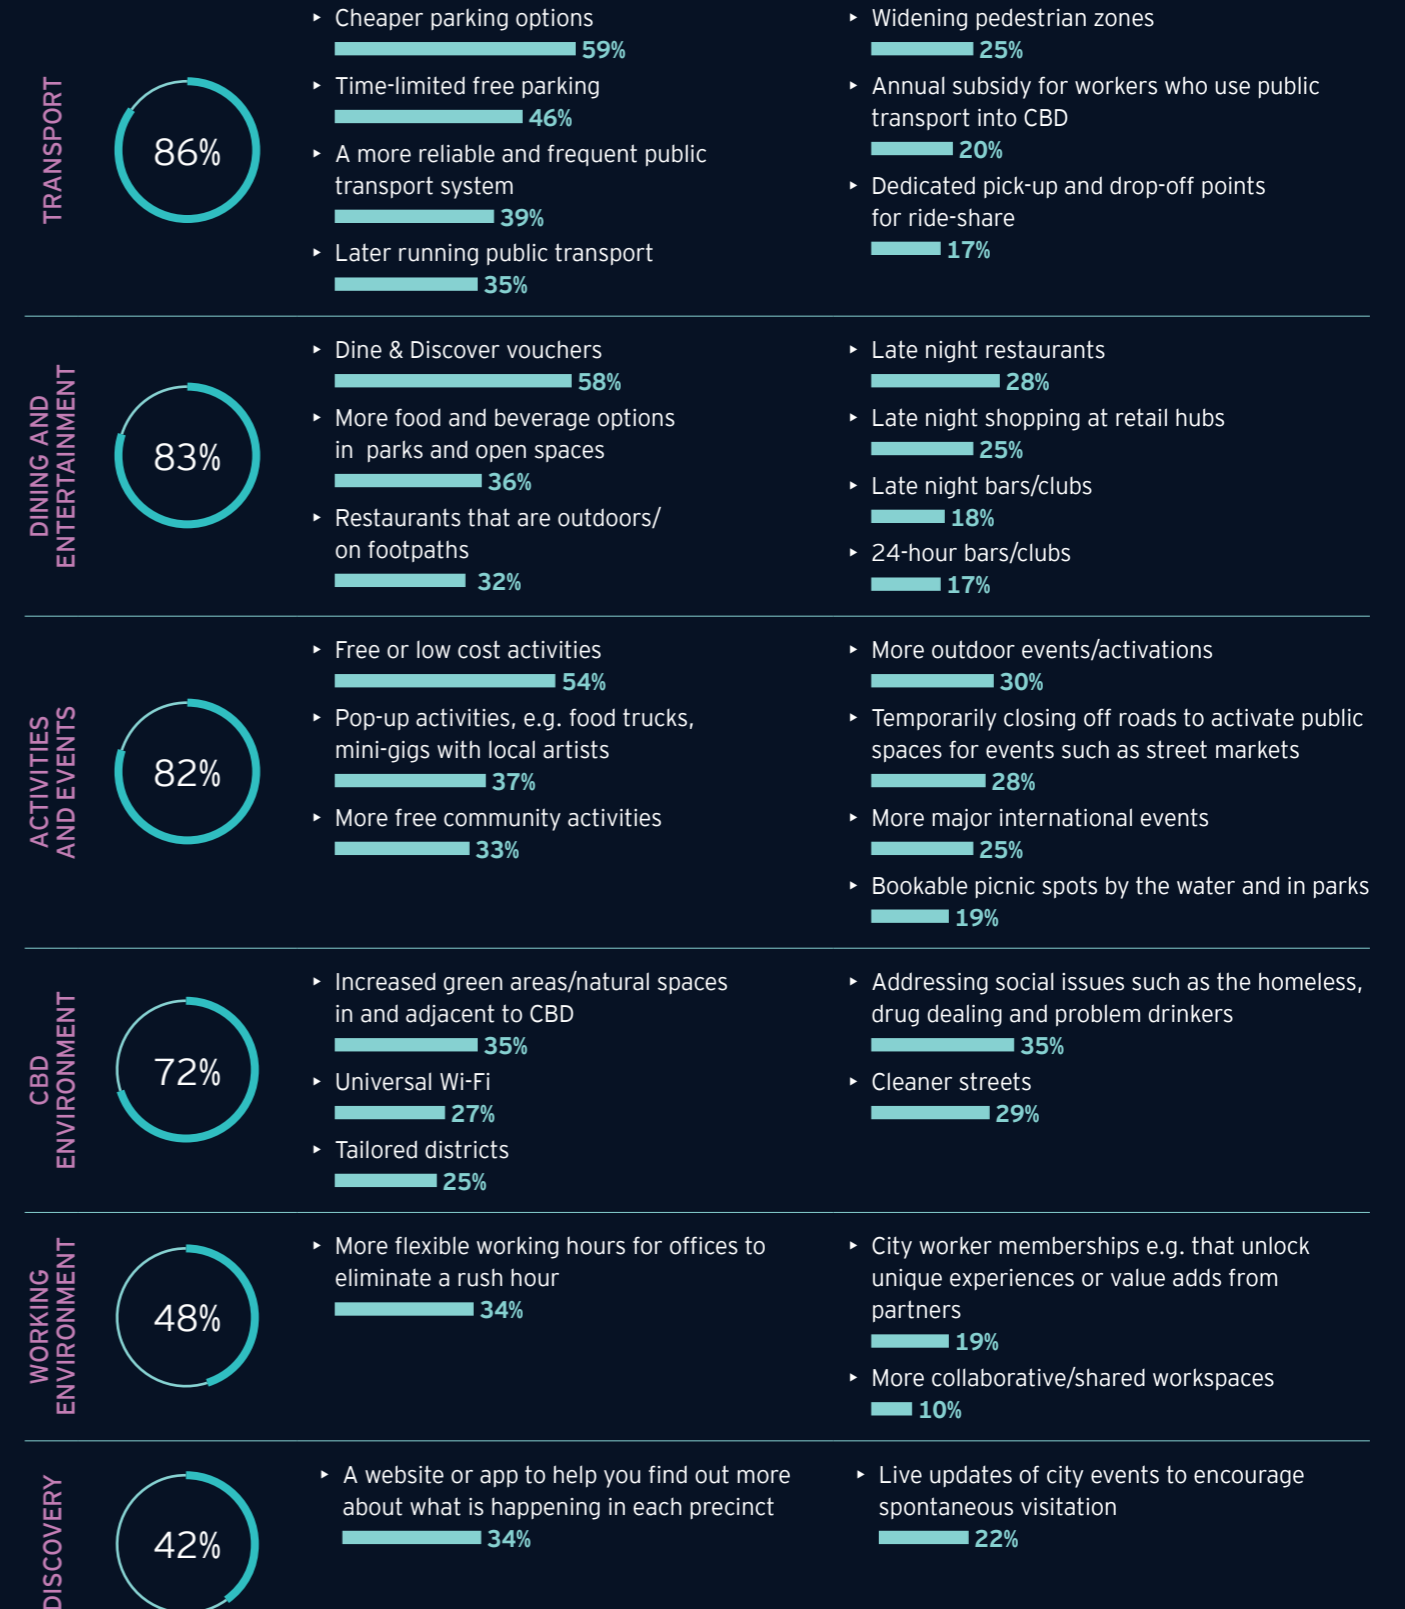 TRANSPORT
86%
Cheaper parking options
59%
Time-limited free parking
46%
A more reliable and frequent public
transport system
39%
Later running public transport
35%
Widening pedestrian zones
25%
Annual subsidy for workers who use public
transport into CBD
20%
Dedicated pick-up and drop-off points
for ride-share
17%
DINING AND
ENTERTAINMENT
83%
Dine & Discover vouchers
58%
More food and beverage options
in parks and open spaces
36%
Restaurants that are outdoors/
on footpaths
32%
Late night restaurants
28%
Late night shopping at retail hubs
25%
Late night bars/clubs
18%
24-hour bars/clubs
17%
ACTIVITIES
AND EVENTS
82%
Free or low cost activities
54%
Pop-up activities, e.g. food trucks,
mini-gigs with local artists
37%
More free community activities
33%
More outdoor events/activations
30%
Temporarily closing off roads to activate public
spaces for events such as street markets
28%
More major international events
25%
Bookable picnic spots by the water and in parks
19%
CBD
ENVIRONMENT
72%
Increased green areas/natural spaces
in and adjacent to CBD
35%
Universal Wi-Fi
27%
Tailored districts
25%
Addressing social issues such as the homeless,
drug dealing and problem drinkers
35%
Cleaner streets
29%
WORKING
ENVIRONMENT
48%
More flexible working hours for offices to
eliminate a rush hour
34%
City worker memberships e.g. that unlock
unique experiences or value adds from
partners
19%
More collaborative/shared workspaces
10%
DISCOVERY
42%
A website or app to help you find out more
about what is happening in each precinct
34%
Live updates of city events to encourage
spontaneous visitation
22%